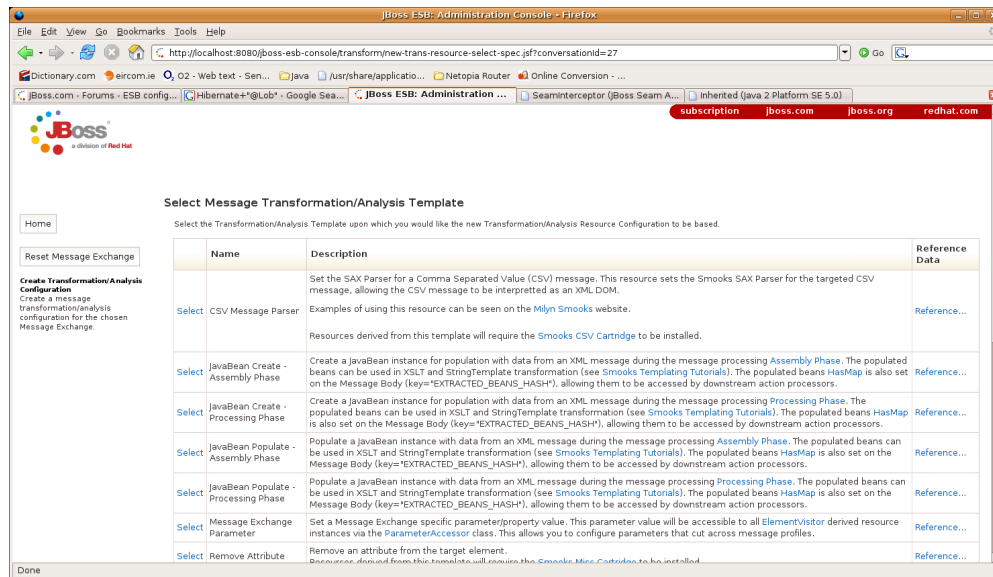 JBoss ESB: Administration Console - Firefox
File Edit View Go Bookmarks Tools Help
http://localhost:8080/jboss-esb-console/transform/new-trans-resource-select-spec.jsf?conversationId=27
Go
Dictionary.com eircom.ie O2 - Web text - Sen... Java /usr/share/applicatio... Netopia Router Online Conversion - ...
JBoss.com - Forums - ESB config... Hibernate+"@Lob" - Google Sea... JBoss ESB: Administration ... SeamInterceptor (JBoss Seam A... Inherited (Java 2 Platform SE 5.0)
subscription jboss.com jboss.org redhat.com
JBoss
a division of Red Hat
Select Message Transformation/Analysis Template
Home
Select the Transformation/Analysis Template upon which you would like the new Transformation/Analysis Resource Configuration to be based.
Reset Message Exchange
Create Transformation/Analysis
Configuration
Create a message
transformation/analysis
configuration for the chosen
Message Exchange.
Name Description Reference
Data
Set the SAX Parser for a Comma Separated Value (CSV) message. This resource sets the Smooks SAX Parser for the targeted CSV
message, allowing the CSV message to be interpretted as an XML DOM.
Select CSV Message Parser Examples of using this resource can be seen on the Milyn Smooks website. Reference...
Resources derived from this template will require the Smooks CSV Cartridge to be installed.
Select JavaBean Create -
Assembly Phase
Create a JavaBean instance for population with data from an XML message during the message processing Assembly Phase. The populated
beans can be used in XSLT and StringTemplate transformation (see Smooks Templating Tutorials). The populated beans HasMap is also set
on the Message Body (key="EXTRACTED_BEANS_HASH"), allowing them to be accessed by downstream action processors.
Reference...
Select JavaBean Create -
Processing Phase
Create a JavaBean instance for population with data from an XML message during the message processing Processing Phase. The
populated beans can be used in XSLT and StringTemplate transformation (see Smooks Templating Tutorials). The populated beans HasMap
is also set on the Message Body (key="EXTRACTED_BEANS_HASH"), allowing them to be accessed by downstream action processors.
Reference...
Select JavaBean Populate -
Assembly Phase
Populate a JavaBean instance with data from an XML message during the message processing Assembly Phase. The populated beans can
be used in XSLT and StringTemplate transformation (see Smooks Templating Tutorials). The populated beans HasMap is also set on the
Message Body (key="EXTRACTED_BEANS_HASH"), allowing them to be accessed by downstream action processors.
Reference...
Select JavaBean Populate -
Processing Phase
Populate a JavaBean instance with data from an XML message during the message processing Processing Phase. The populated beans can
be used in XSLT and StringTemplate transformation (see Smooks Templating Tutorials). The populated beans HasMap is also set on the
Message Body (key="EXTRACTED_BEANS_HASH"), allowing them to be accessed by downstream action processors.
Reference...
Select Message Exchange
Parameter
Set a Message Exchange specific parameter/property value. This parameter value will be accessible to all ElementVisitor derived resource
instances via the ParameterAccessor class. This allows you to configure parameters that cut across message profiles.
Reference...
Select Remove Attribute
Remove an attribute from the target element.
Resources derived from this template will require the Smooks Misc Cartridge to be installed
Reference...
Done